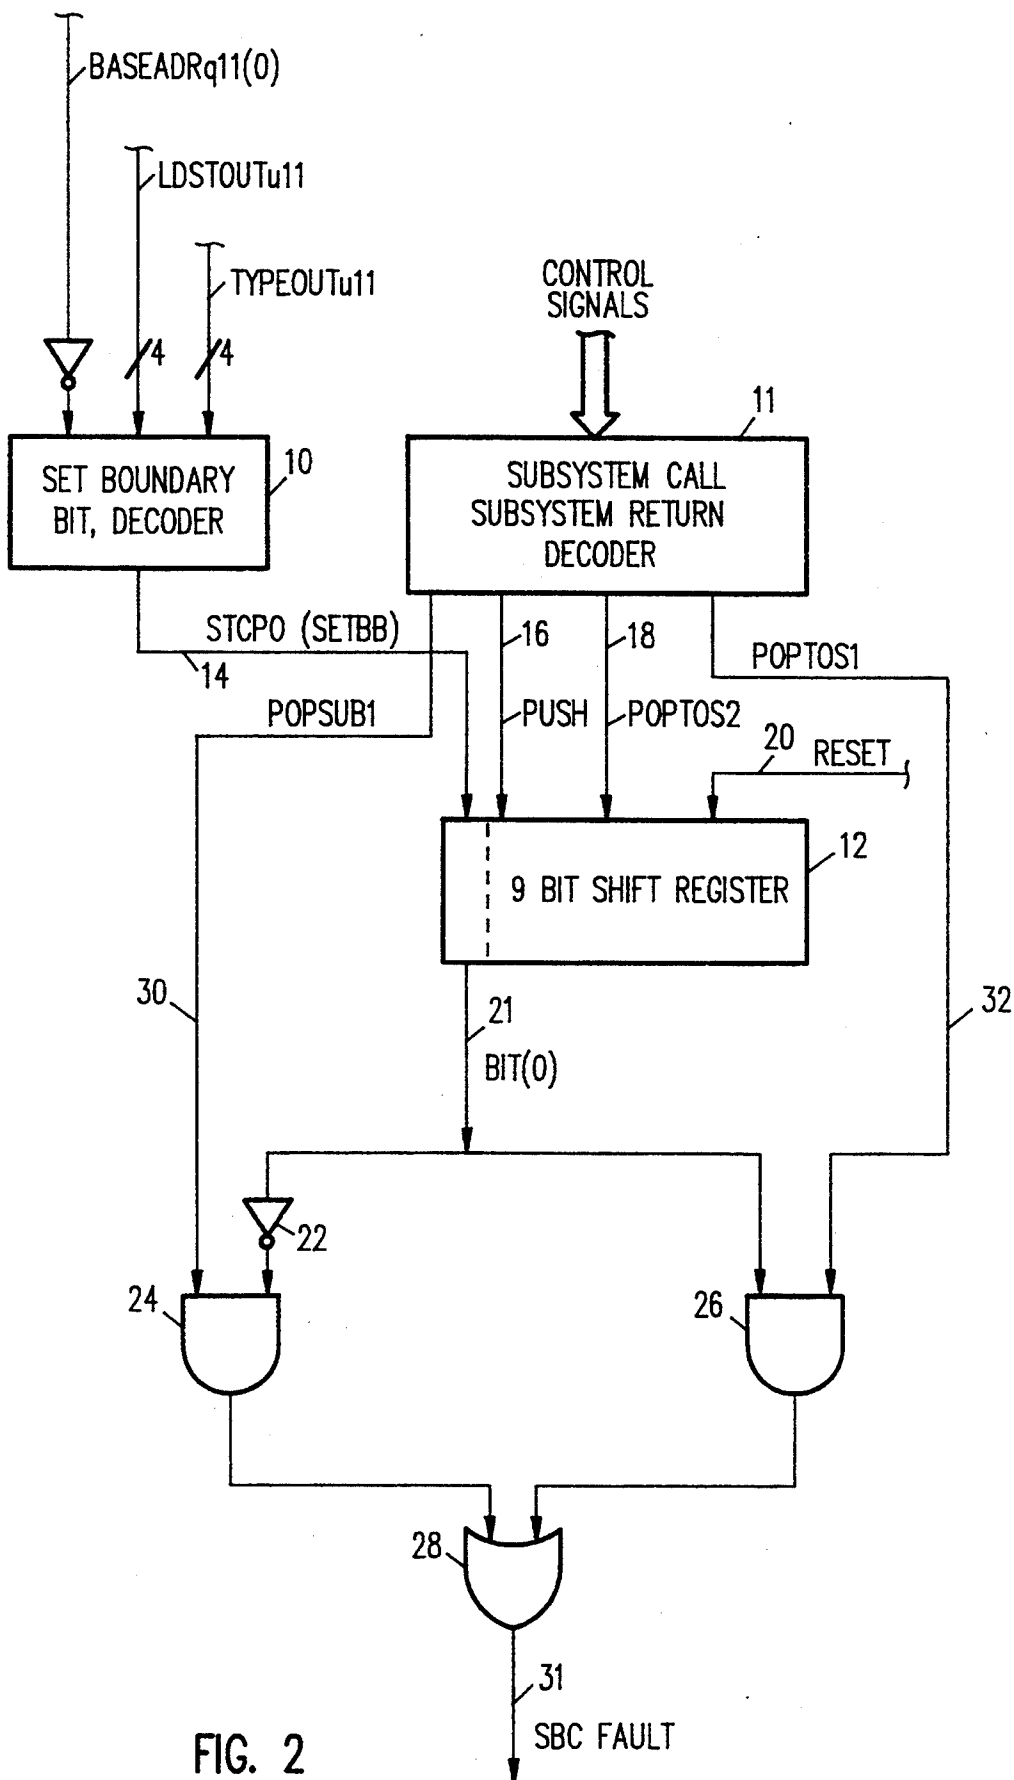 BASEADRq11(0)
LDSTOUTu11
TYPEOUTu11
CONTROL
SIGNALS
4
4
11
SET BOUNDARY
BIT, DECODER
10
SUBSYSTEM CALL
SUBSYSTEM RETURN
DECODER
STCPO (SETBB)
14
16
18
POPTOS1
POPSUB1
PUSH
POPTOS2
20
RESET
9 BIT SHIFT REGISTER
12
30
21
32
BIT(0)
22
24
26
28
31
SBC FAULT
FIG. 2